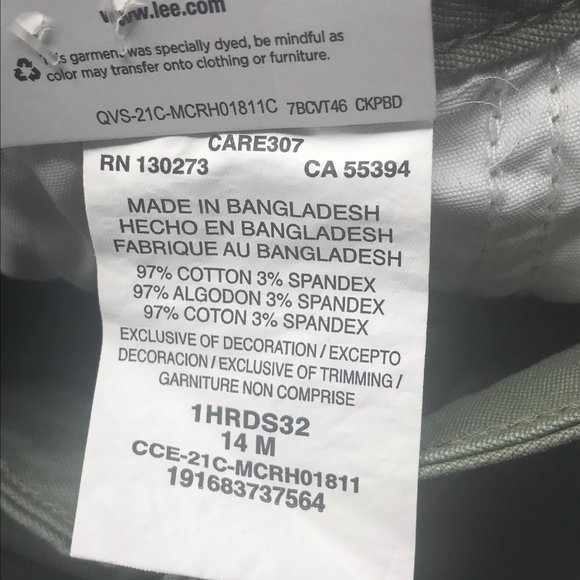 www.lee.com
This garment was specially dyed, be mindful as
color may transfer onto clothing or furniture.
QVS-21C-MCRH01811C 7BCVT46 CKPBD
CARE307
RN 130273 CA 55394
MADE IN BANGLADESH
HECHO EN BANGLADESH
FABRIQUE AU BANGLADESH
97% COTTON 3% SPANDEX
97% ALGODON 3% SPANDEX
97% COTON 3% SPANDEX
EXCLUSIVE OF DECORATION / EXCEPTO
DECORACION / EXCLUSIVE OF TRIMMING /
GARNITURE NON COMPRISE
1HRDS32
14 M
CCE-21C-MCRH01811
191683737564